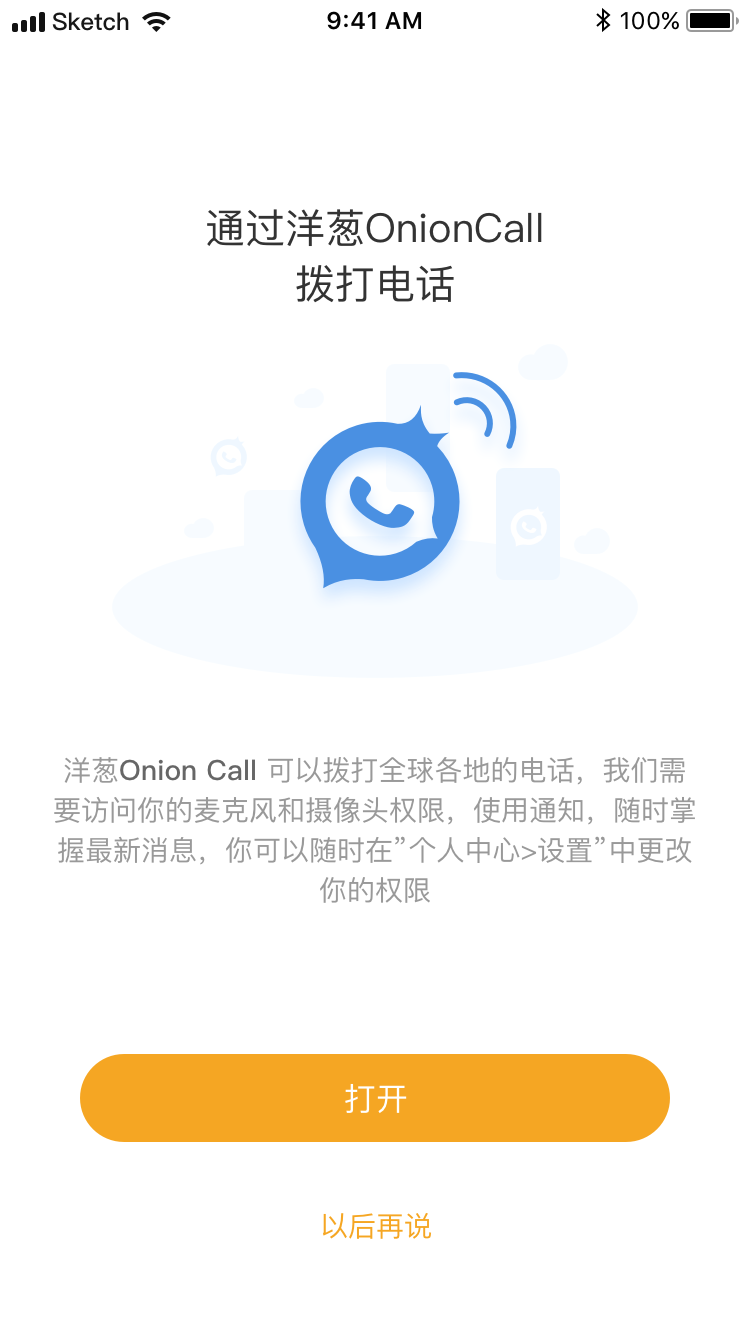 Sketch 9:41 AM 100%
通过洋葱OnionCall
拨打电话
洋葱Onion Call 可以拨打全球各地的电话，我们需
要访问你的麦克风和摄像头权限，使用通知，随时掌
握最新消息，你可以随时在”个人中心>设置”中更改
你的权限
打开
以后再说